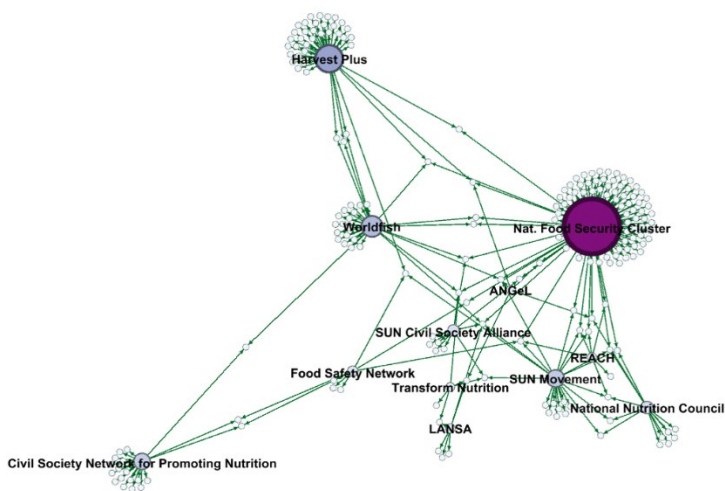 Harvest Plus
Worldfish
Nat. Food Security Cluster
ANGeL
SUN Civil Society Alliance
REACH
Food Safety Network
SUN Movement
Transform Nutrition
National Nutrition Council
LANSA
Civil Society Network for Promoting Nutrition